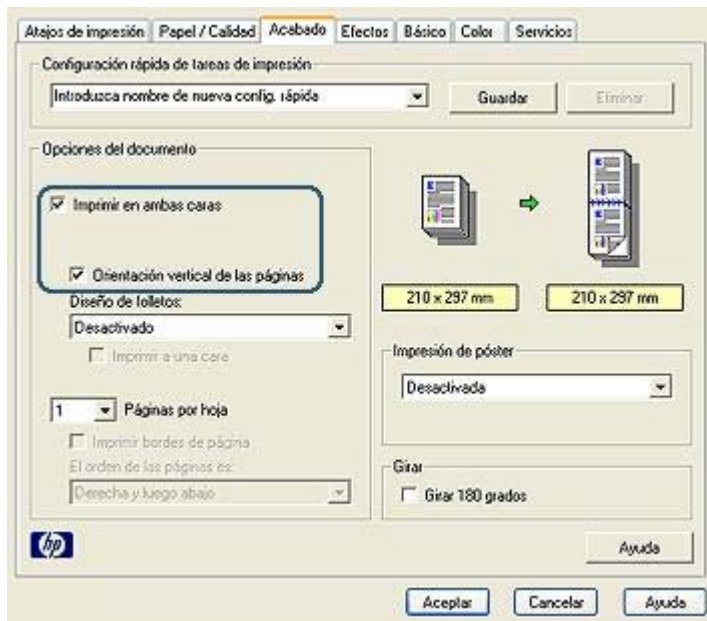 Atajos de impresión Papel / Calidad Acabado Efectos Básico Color Servicios
Configuración rápida de tareas de impresión
Introduzca nombre de nueva config. rápida Guardar Eliminar
Opciones del documento
Imprimir en ambas caras
Orientación vertical de las páginas
Diseño de folletos:
Desactivado
Imprimir a una cara
1 Páginas por hoja
Imprimir bordes de página
El orden de las páginas es:
Derecha y luego abajo
210 x 297 mm 210 x 297 mm
Impresión de póster
Desactivada
Girar
Girar 180 grados
hp
Ayuda
Aceptar Cancelar Ayuda